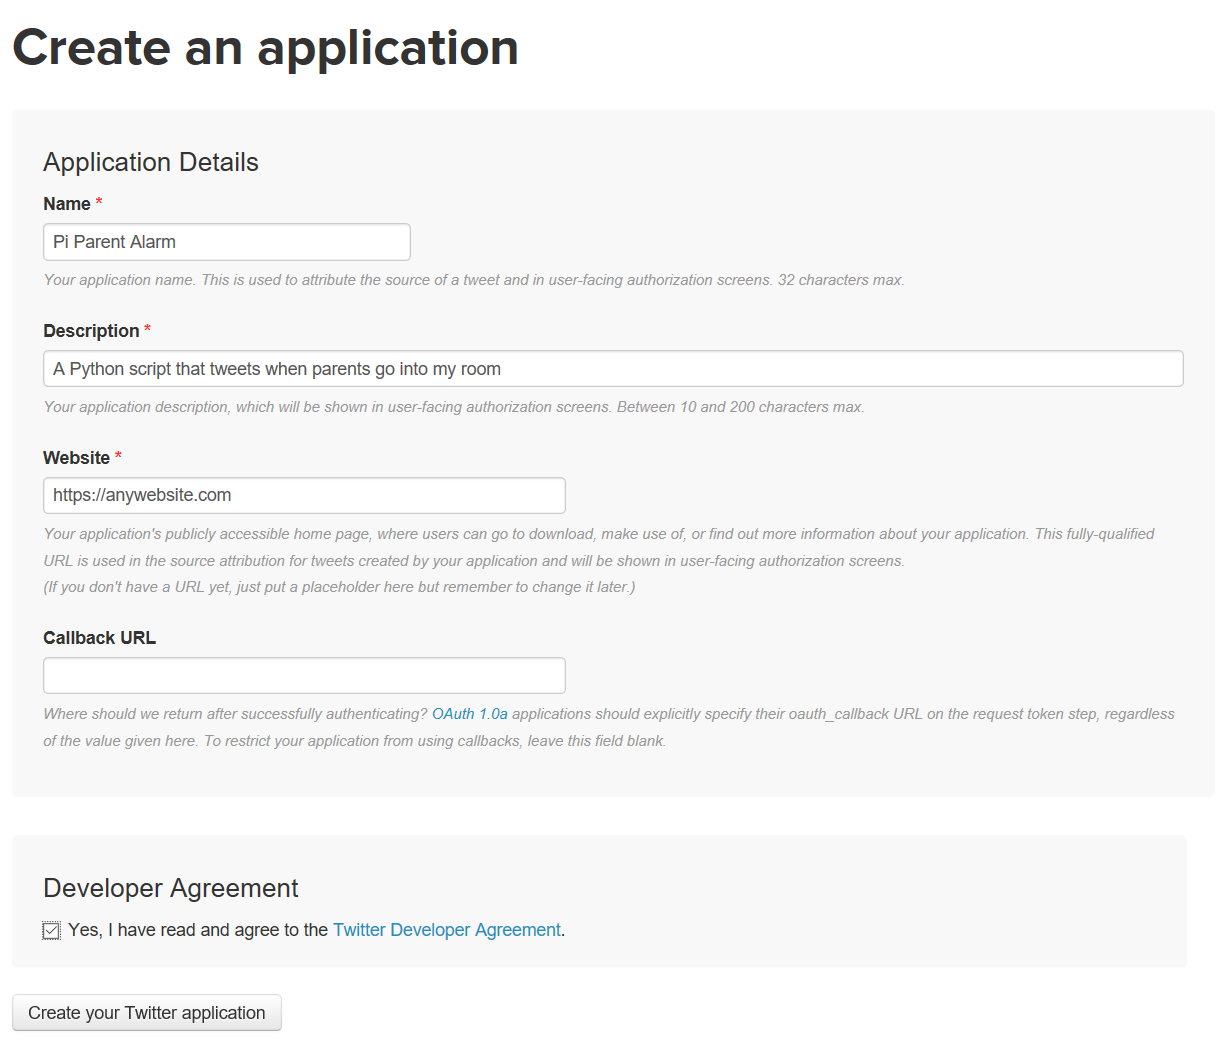 Create an application
Application Details
Name *
Pi Parent Alarm
Your application name. This is used to attribute the source of a tweet and in user-facing authorization screens. 32 characters max.
Description *
A Python script that tweets when parents go into my room
Your application description, which will be shown in user-facing authorization screens. Between 10 and 200 characters max.
Website *
https://anywebsite.com
Your application's publicly accessible home page, where users can go to download, make use of, or find out more information about your application. This fully-qualified
URL is used in the source attribution for tweets created by your application and will be shown in user-facing authorization screens.
(If you don't have a URL yet, just put a placeholder here but remember to change it later.)
Callback URL
Where should we return after successfully authenticating? OAuth 1.0a applications should explicitly specify their oauth_callback URL on the request token step, regardless
of the value given here. To restrict your application from using callbacks, leave this field blank.
Developer Agreement
Yes, I have read and agree to the Twitter Developer Agreement.
Create your Twitter application